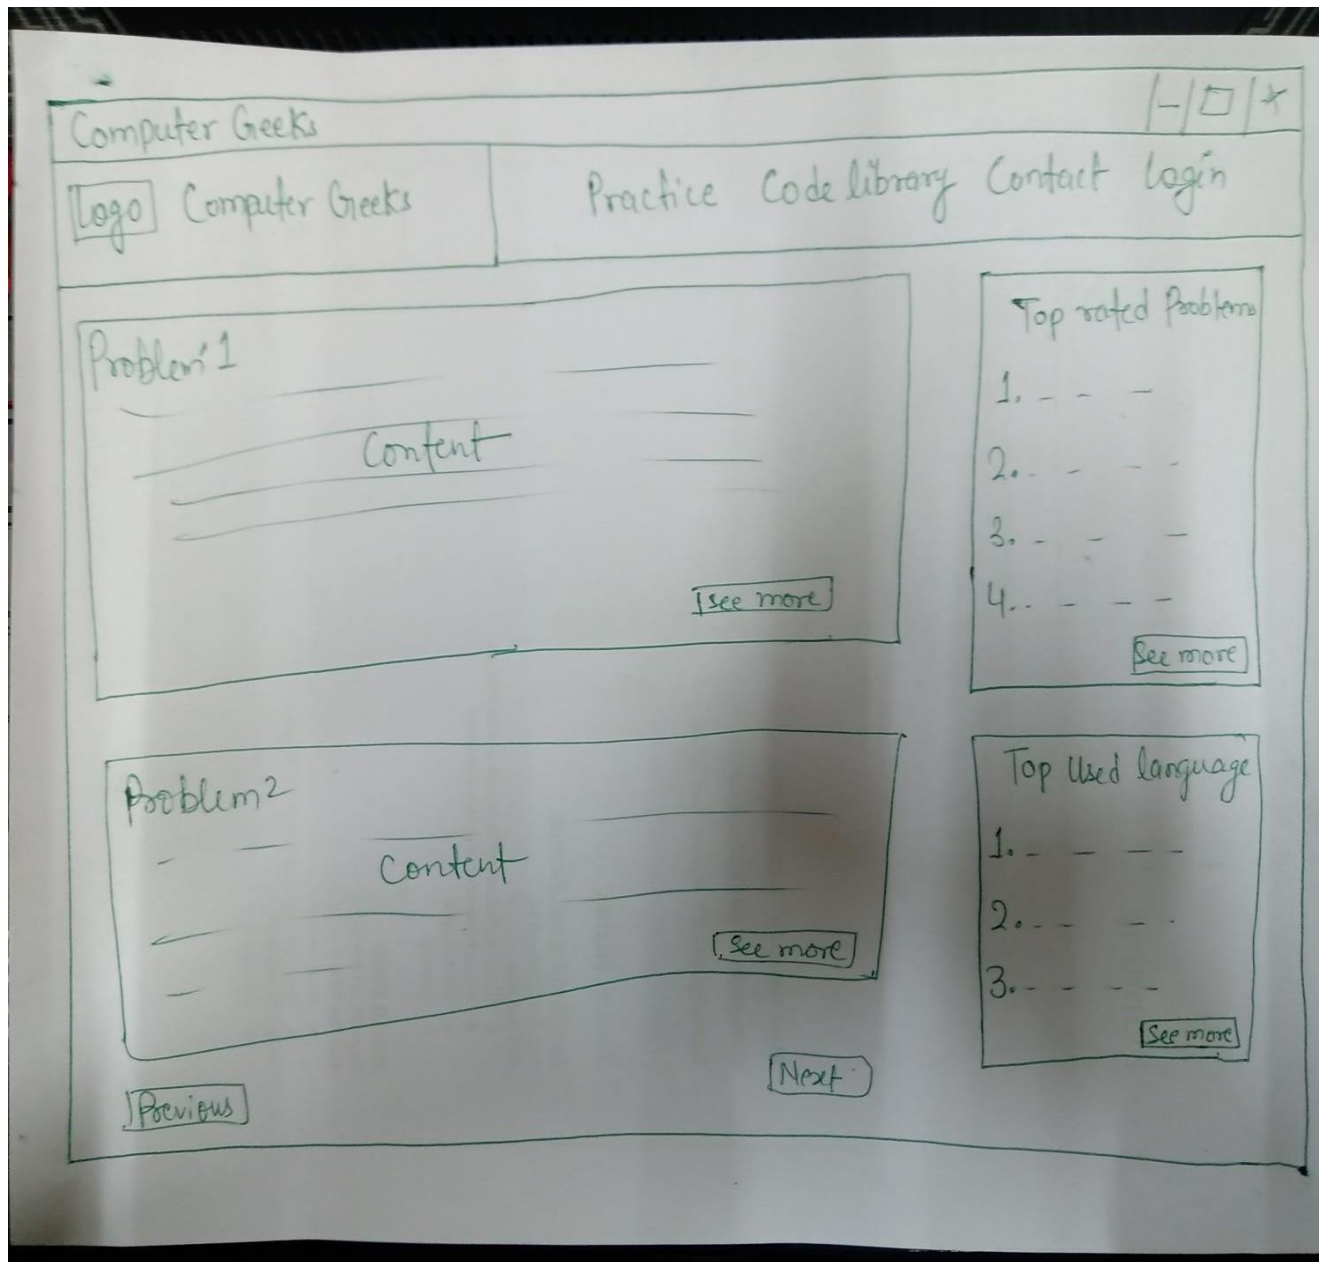 Computer Geeks
Logo Computer Geeks
Practice Code library Contact Login
Problem 1
Content
See more
Problem 2
Content
See more
Previous
Next
Top rated Problems
1.
2.
3.
4.
See more
Top Used language
1.
2.
3.
See more